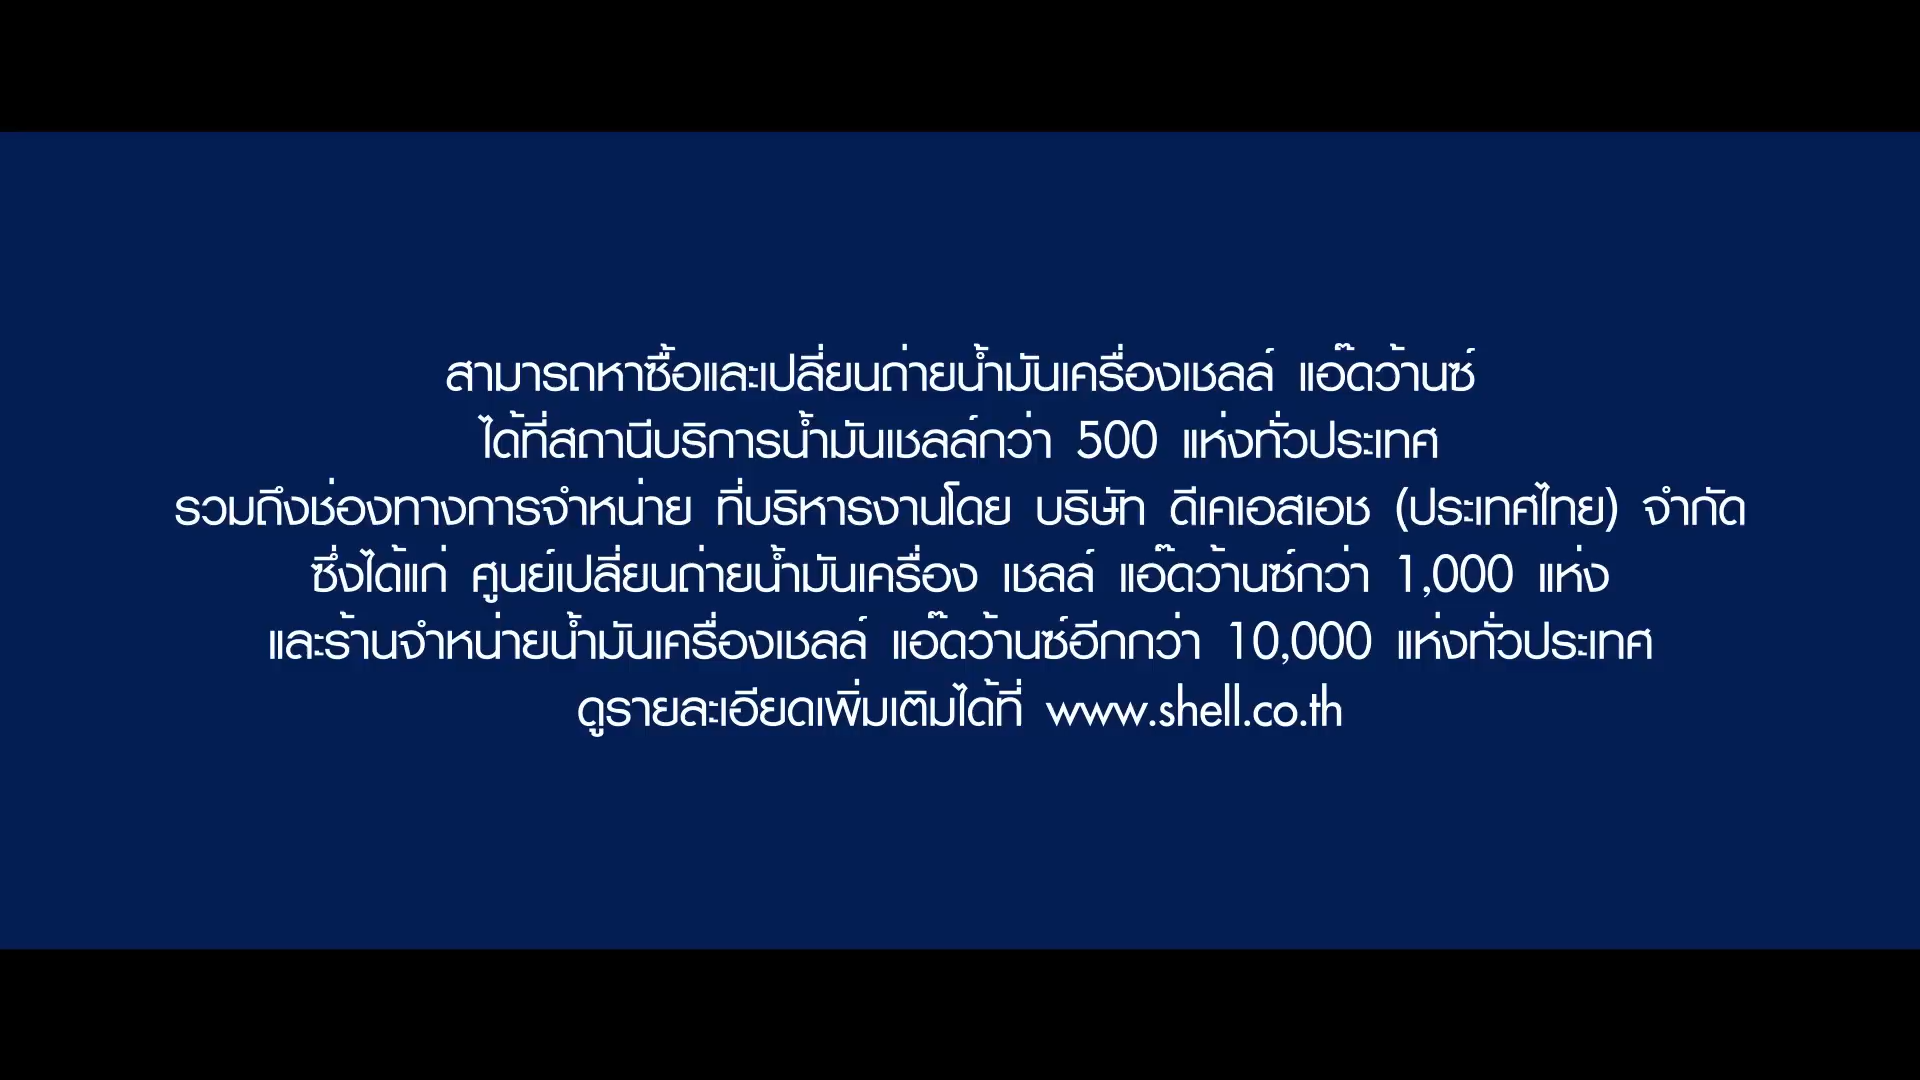 สามารถหาซื้อและเปลี่ยนถ่ายน้ำมันเครื่องเชลล์ แอ๊ดว้านซ์
ได้ที่สถานีบริการน้ำมันเชลล์กว่า 500 แห่งทั่วประเทศ
รวมถึงช่องทางการจำหน่าย ที่บริหารงานโดย บริษัท ดีเคเอสเอช (ประเทศไทย) จำกัด
ซึ่งได้แก่ ศูนย์เปลี่ยนถ่ายน้ำมันเครื่อง เชลล์ แอ๊ดว้านซ์กว่า 1,000 แห่ง
และร้านจำหน่ายน้ำมันเครื่องเชลล์ แอ๊ดว้านซ์อีกกว่า 10,000 แห่งทั่วประเทศ
ดูรายละเอียดเพิ่มเติมได้ที่ www.shell.co.th